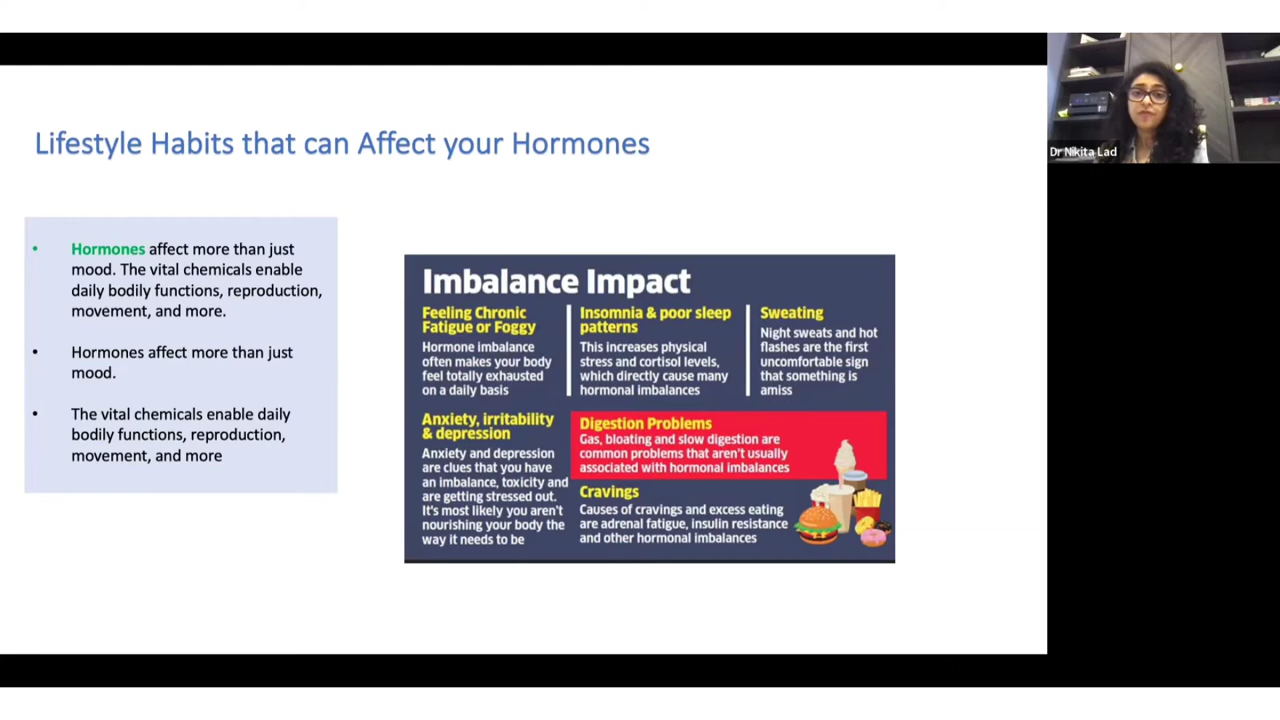 Lifestyle Habits that can Affect your Hormones
Dr Nikita Lad
• Hormones affect more than just
mood. The vital chemicals enable
daily bodily functions, reproduction,
movement, and more.
• Hormones affect more than just
mood.
• The vital chemicals enable daily
bodily functions, reproduction,
movement, and more
Imbalance Impact
Feeling Chronic
Fatigue or Foggy
Hormone imbalance
often makes your body
feel totally exhausted
on a daily basis
Insomnia & poor sleep
patterns
This increases physical
stress and cortisol levels,
which directly cause many
hormonal imbalances
Sweating
Night sweats and hot
flashes are the first
uncomfortable sign
that something is
amiss
Anxiety, irritability
& depression
Anxiety and depression
are clues that you have
an imbalance, toxicity and
are getting stressed out.
It's most likely you aren't
nourishing your body the
way it needs to be
Digestion Problems
Gas, bloating and slow digestion are
common problems that aren't usually
associated with hormonal imbalances
Cravings
Causes of cravings and excess eating
are adrenal fatigue, insulin resistance
and other hormonal imbalances